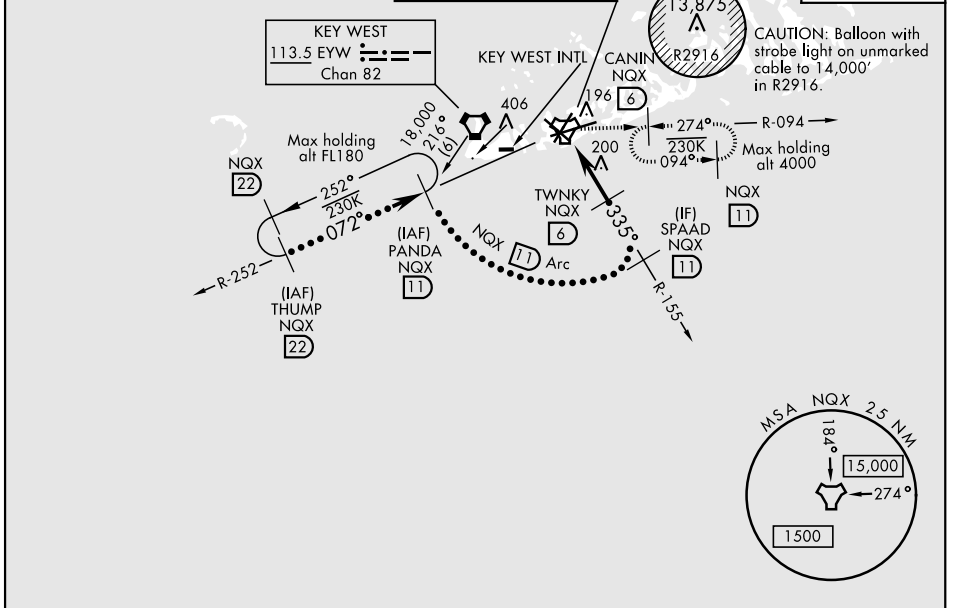 13,875
R2916
CAUTION: Balloon with
strobe light on unmarked
cable to 14,000'
in R2916.
KEY WEST
113.5 EYW
Chan 82
KEY WEST INTL
CANIN
NQX
6
196
406
200
18,000
216°
(6)
Max holding
alt FL180
NQX
22
252°
230K
072°
R-252
(IAF)
THUMP
NQX
22
(IAF)
PANDA
NQX
11
NQX 11 Arc
TWNKY
NQX
6
335°
(IF)
SPAAD
NQX
11
R-155
274°
230K
094°
R-094
Max holding
alt 4000
NQX
11
MSA NQX 25 NM
184°
15,000
274°
1500